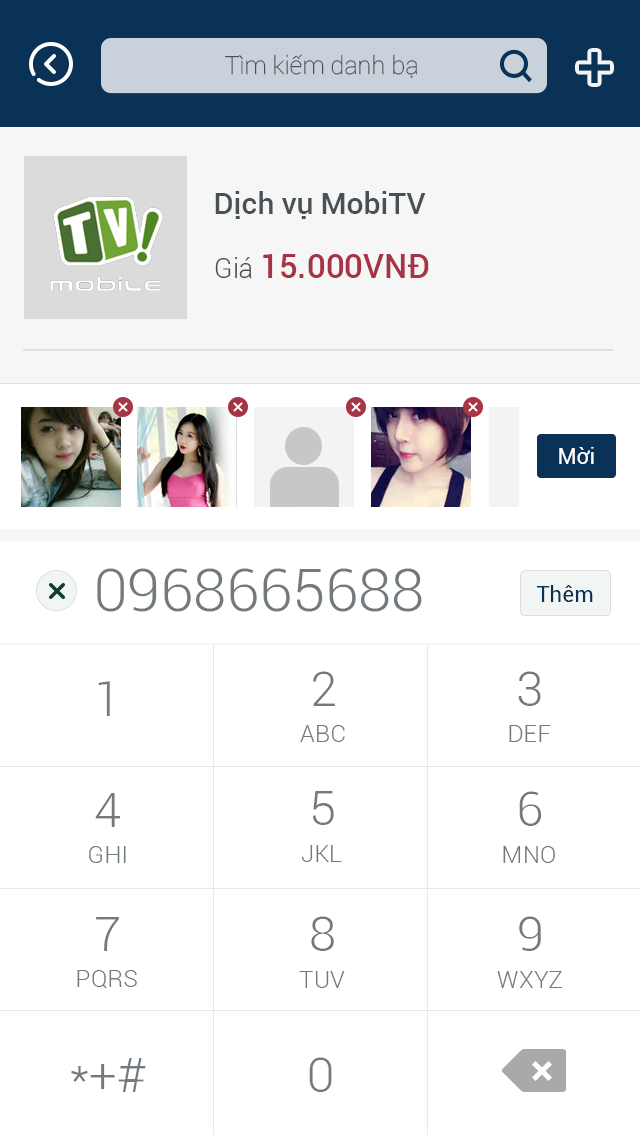 Tìm kiếm danh bạ
TV!
mobile
Dịch vụ MobiTV
Giá 15.000VNĐ
Mời
0968665688
Thêm
1
2
3
ABC
DEF
4
5
6
GHI
JKL
MNO
7
8
9
PQRS
TUV
WXYZ
*+#
0